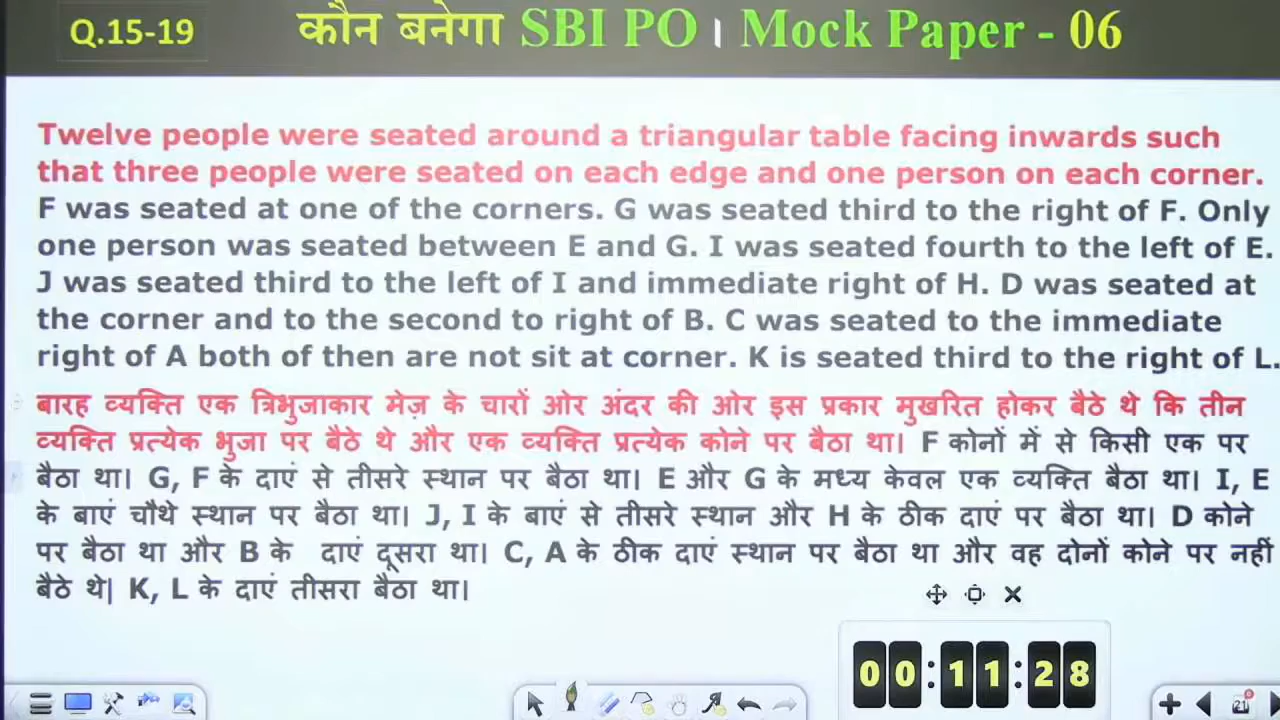 Q.15-19
कौन बनेगा SBI PO । Mock Paper - 06
Twelve people were seated around a triangular table facing inwards such
that three people were seated on each edge and one person on each corner.
F was seated at one of the corners. G was seated third to the right of F. Only
one person was seated between E and G. I was seated fourth to the left of E.
J was seated third to the left of I and immediate right of H. D was seated at
the corner and to the second to right of B. C was seated to the immediate
right of A both of then are not sit at corner. K is seated third to the right of L.
बारह व्यक्ति एक त्रिभुजाकार मेज़ के चारों ओर अंदर की ओर इस प्रकार मुखरित होकर बैठे थे कि तीन
व्यक्ति प्रत्येक भुजा पर बैठे थे और एक व्यक्ति प्रत्येक कोने पर बैठा था। F कोनों में से किसी एक पर
बैठा था। G, F के दाएं से तीसरे स्थान पर बैठा था। E और G के मध्य केवल एक व्यक्ति बैठा था। I, E
के बाएं चौथे स्थान पर बैठा था। J, I के बाएं से तीसरे स्थान और H के ठीक दाएं पर बैठा था। D कोने
पर बैठा था और B के दाएं दूसरा था। C, A के ठीक दाएं स्थान पर बैठा था और वह दोनों कोने पर नहीं
बैठे थे| K, L के दाएं तीसरा बैठा था।
00:11:28
21